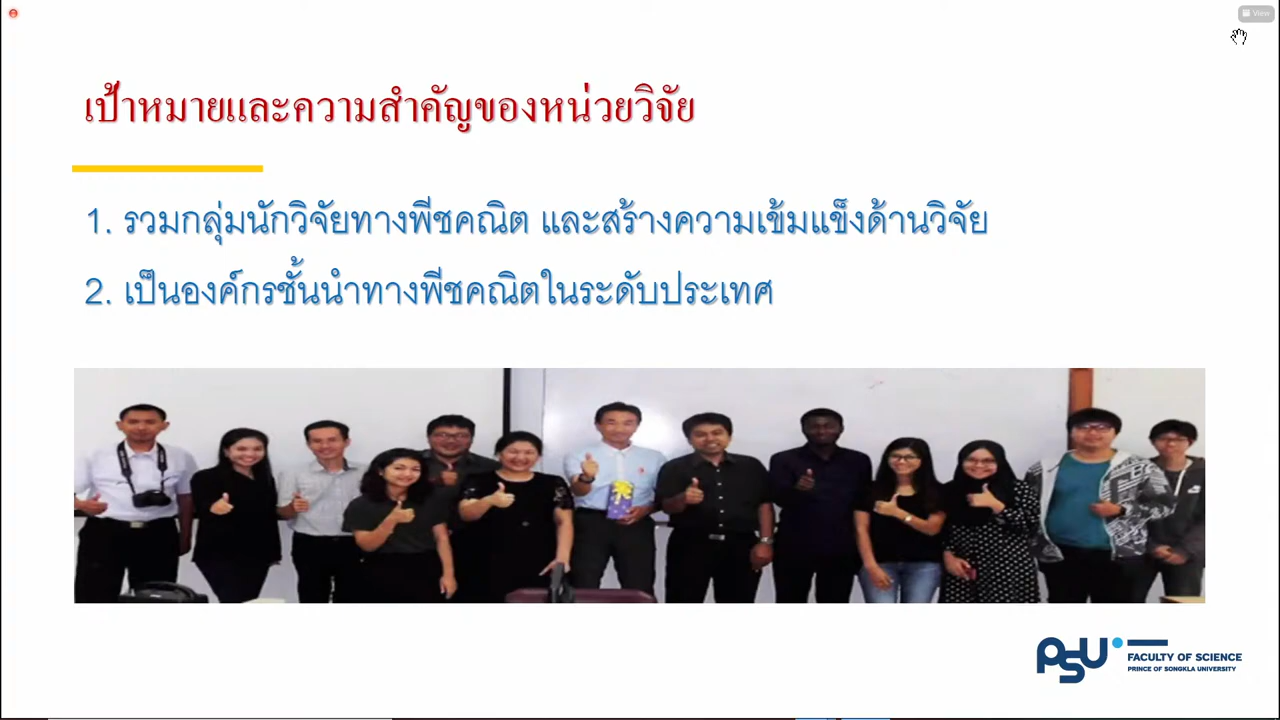 View
เป้าหมายและความสำคัญของหน่วยวิจัย
1. รวมกลุ่มนักวิจัยทางพีชคณิต และสร้างความเข้มแข็งด้านวิจัย
2. เป็นองค์กรชั้นนำทางพีชคณิตในระดับประเทศ
PSU
FACULTY OF SCIENCE
PRINCE OF SONGKLA UNIVERSITY